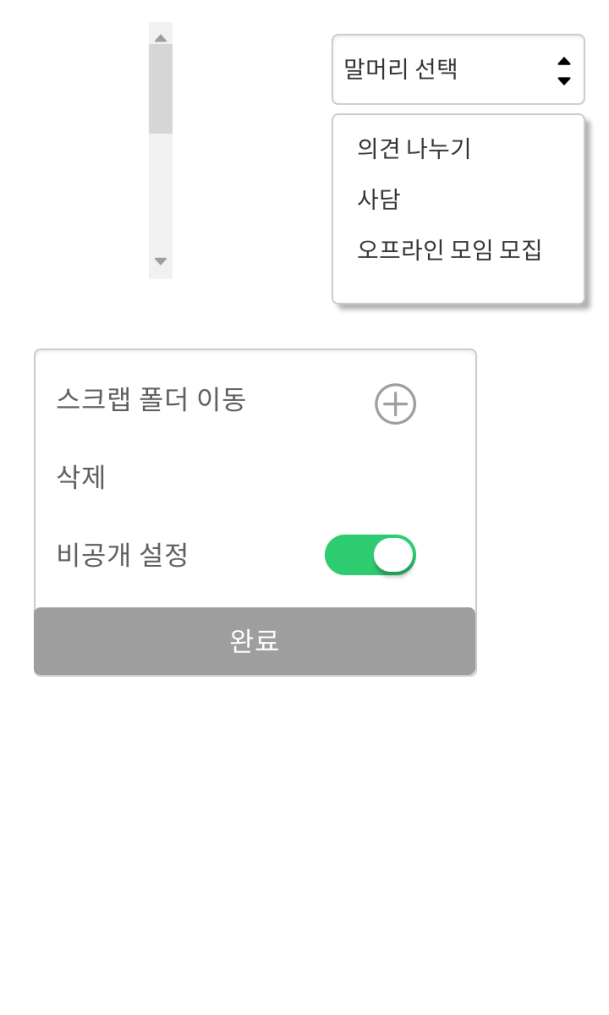 말머리 선택
의견 나누기
사담
오프라인 모임 모집
스크랩 폴더 이동
삭제
비공개 설정
완료